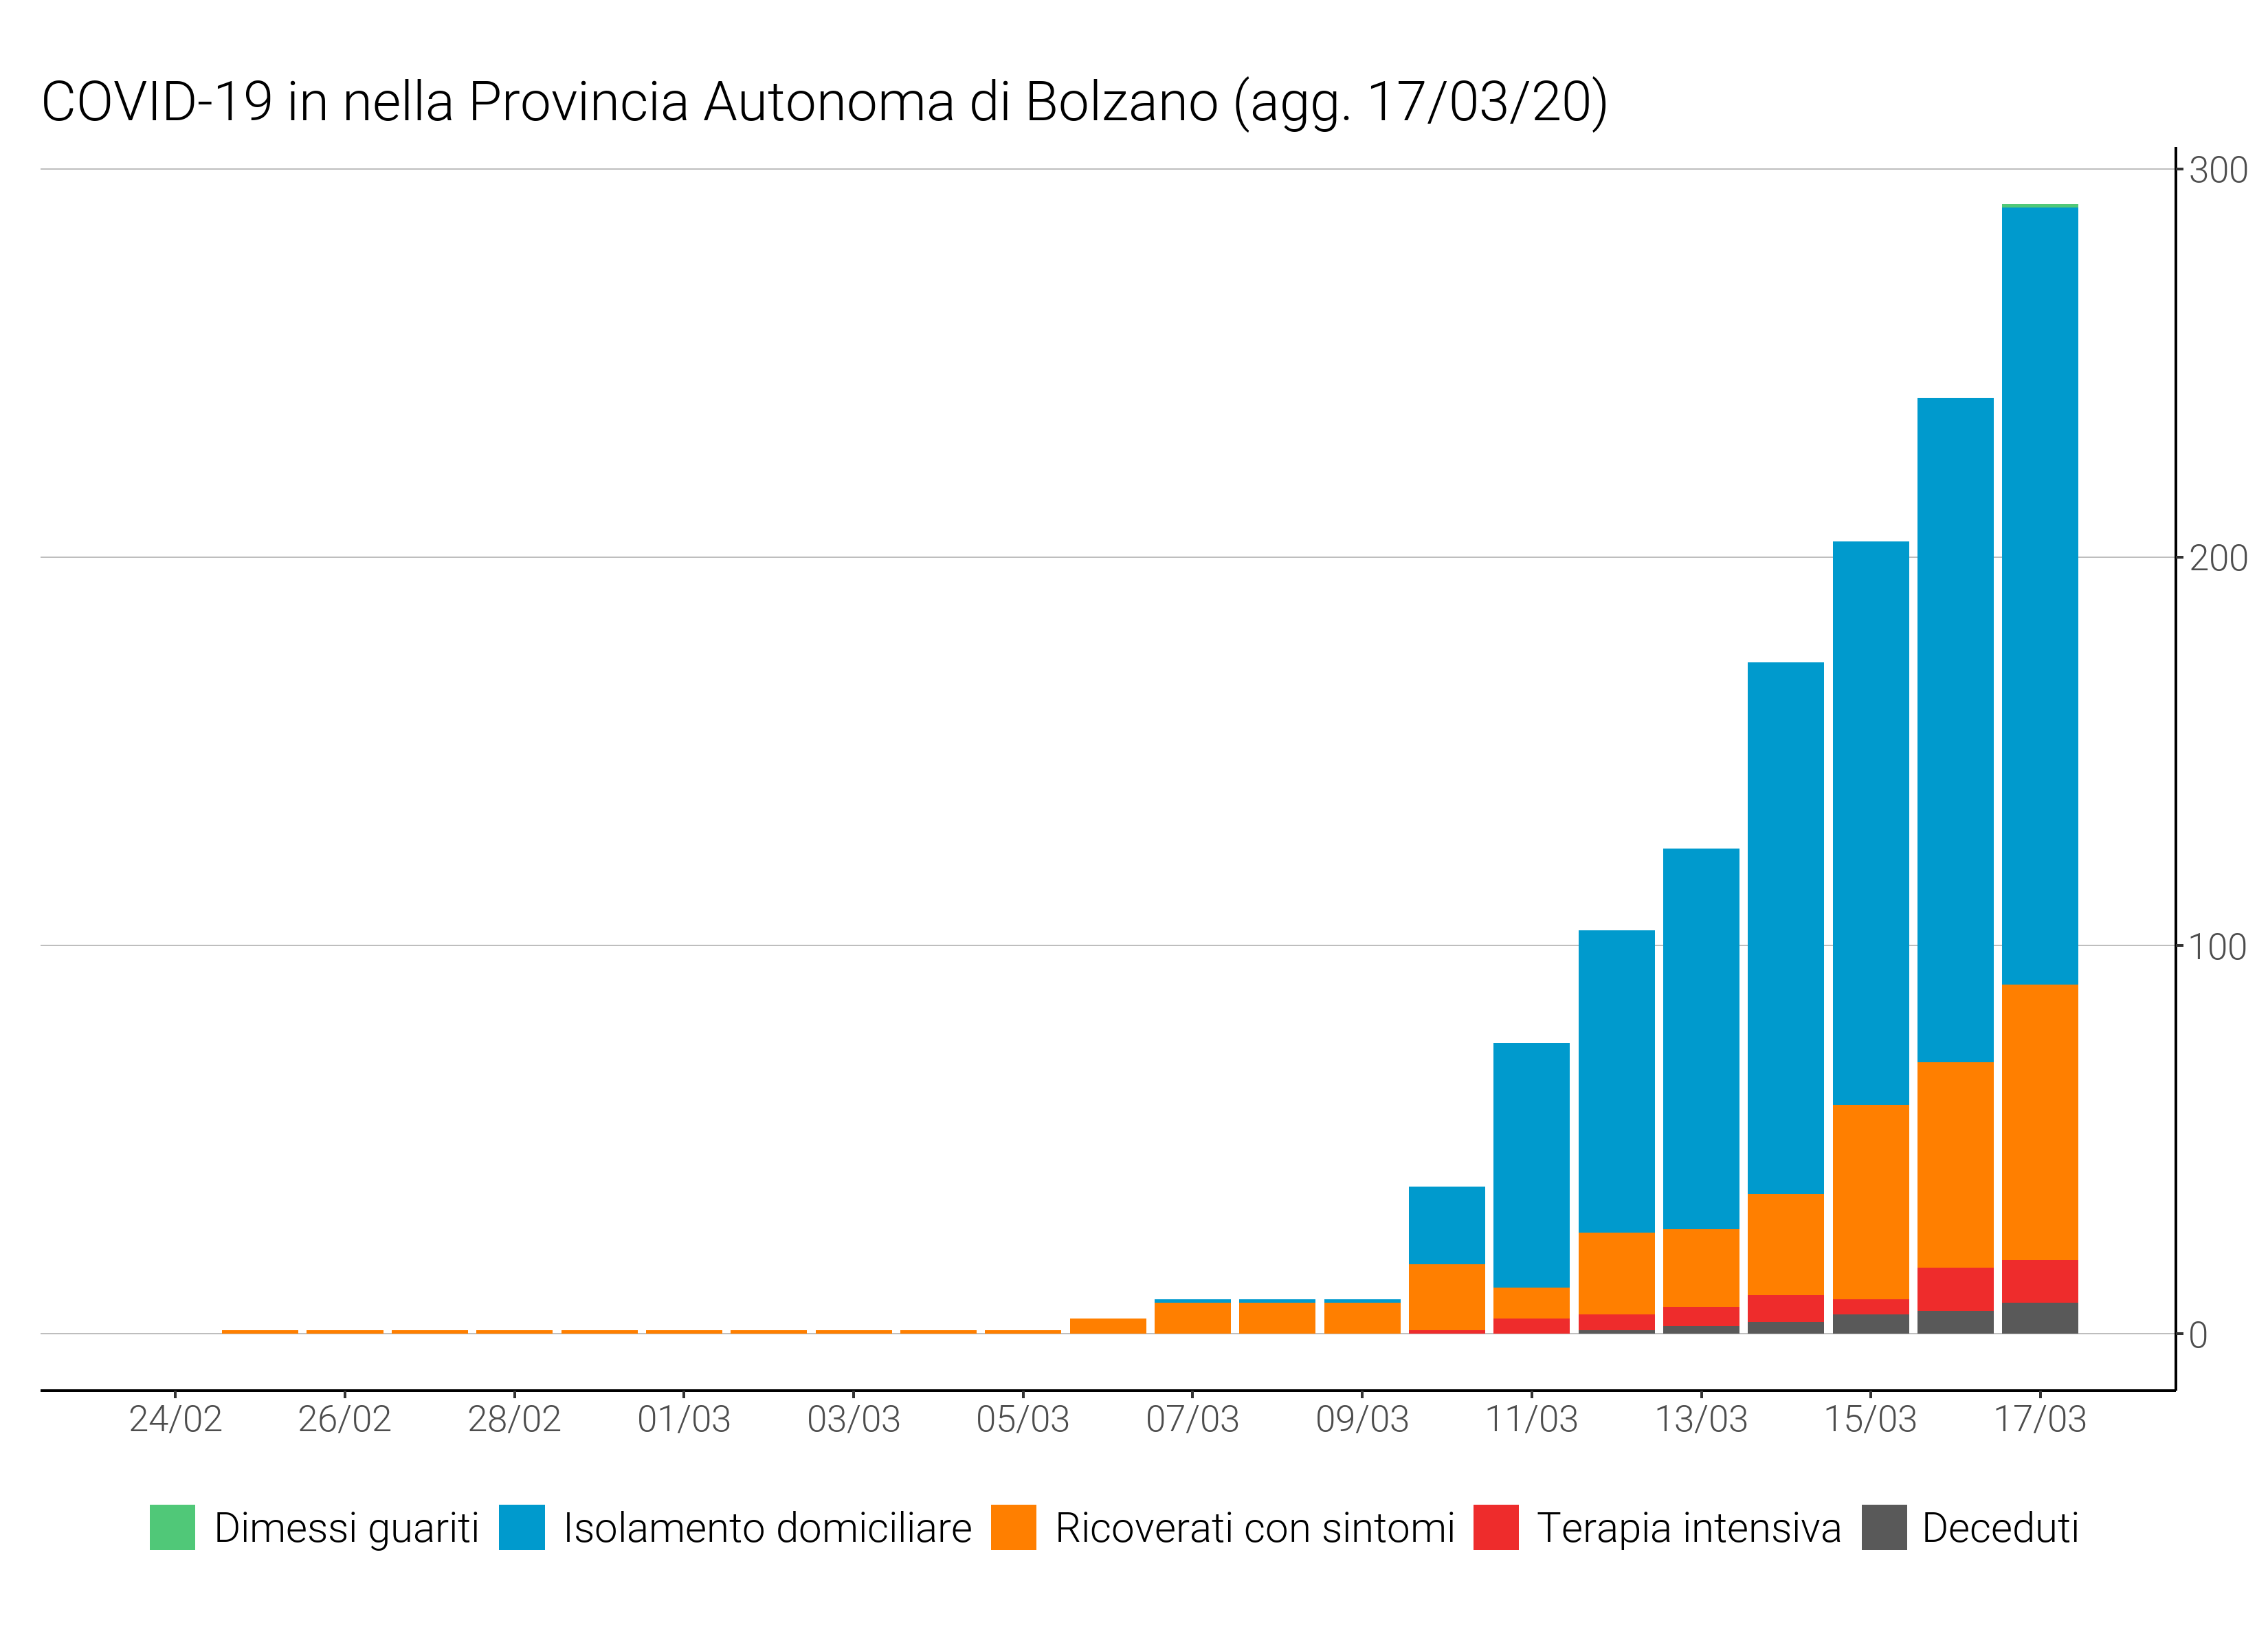 COVID-19 in nella Provincia Autonoma di Bolzano (agg. 17/03/20)
300
200
100
0
24/02 26/02 28/02 01/03 03/03 05/03 07/03 09/03 11/03 13/03 15/03 17/03
Dimessi guariti Isolamento domiciliare Ricoverati con sintomi Terapia intensiva Deceduti